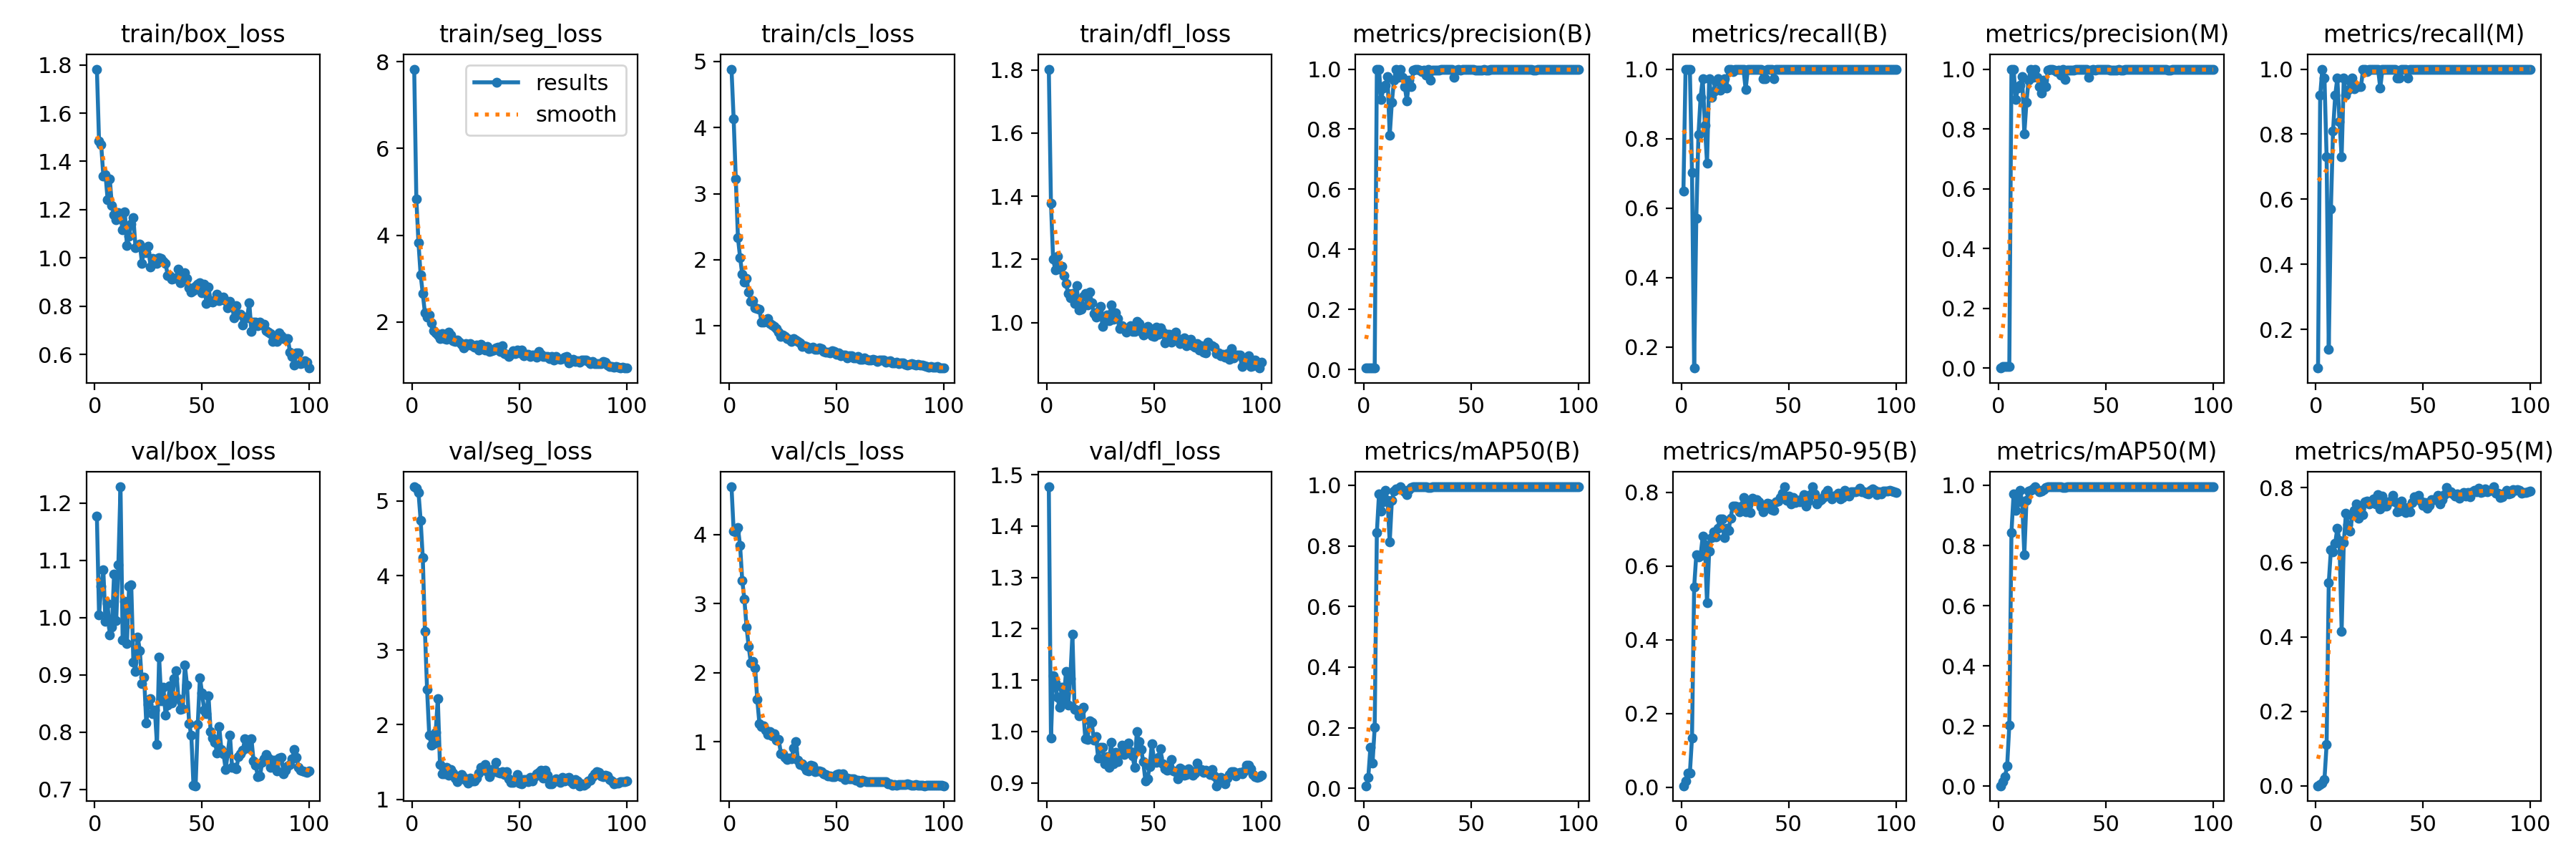 train/box_loss
1.8
1.6
1.4
1.2
1.0
0.8
0.6
0 50 100
train/seg_loss
results
smooth
8
6
4
2
0 50 100
train/cls_loss
5
4
3
2
1
0 50 100
train/dfl_loss
1.8
1.6
1.4
1.2
1.0
0 50 100
metrics/precision(B)
1.0
0.8
0.6
0.4
0.2
0.0
0 50 100
metrics/recall(B)
1.0
0.8
0.6
0.4
0.2
0 50 100
metrics/precision(M)
1.0
0.8
0.6
0.4
0.2
0.0
0 50 100
metrics/recall(M)
1.0
0.8
0.6
0.4
0.2
0 50 100
val/box_loss
1.2
1.1
1.0
0.9
0.8
0.7
0 50 100
val/seg_loss
5
4
3
2
1
0 50 100
val/cls_loss
4
3
2
1
0 50 100
val/dfl_loss
1.5
1.4
1.3
1.2
1.1
1.0
0.9
0 50 100
metrics/mAP50(B)
1.0
0.8
0.6
0.4
0.2
0.0
0 50 100
metrics/mAP50-95(B)
0.8
0.6
0.4
0.2
0.0
0 50 100
metrics/mAP50(M)
1.0
0.8
0.6
0.4
0.2
0.0
0 50 100
metrics/mAP50-95(M)
0.8
0.6
0.4
0.2
0.0
0 50 100